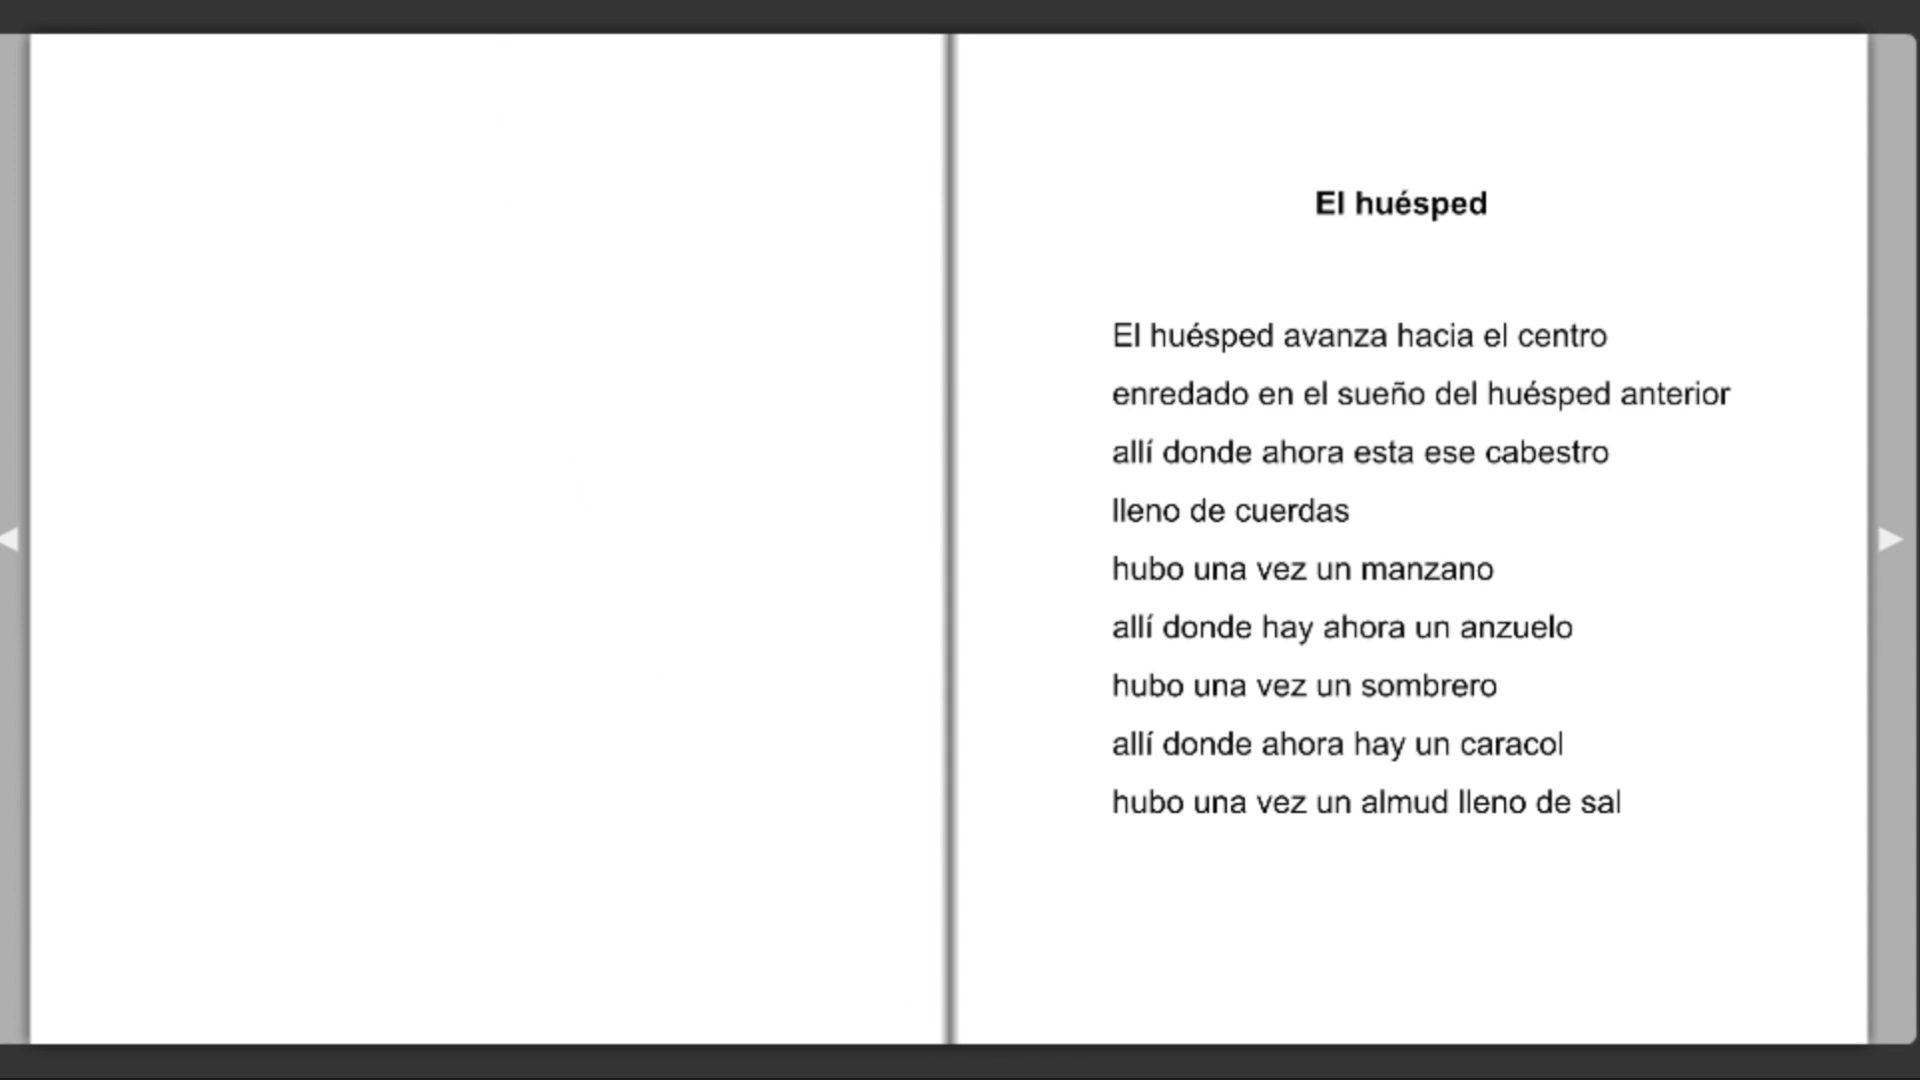 El huésped
El huésped avanza hacia el centro
enredado en el sueño del huésped anterior
allí donde ahora esta ese cabestro
lleno de cuerdas
hubo una vez un manzano
allí donde hay ahora un anzuelo
hubo una vez un sombrero
allí donde ahora hay un caracol
hubo una vez un almud lleno de sal